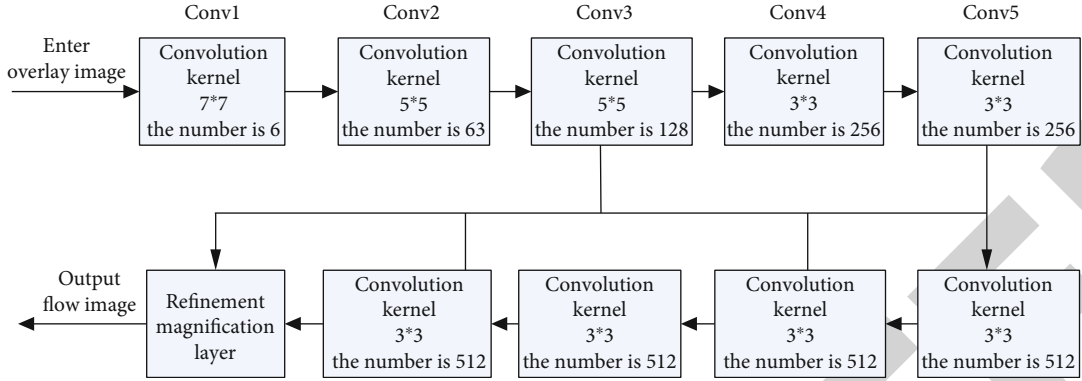 Conv1
Conv2
Conv3
Conv4
Conv5
Enter
overlay image
Convolution
kernel
7*7
the number is 6
Convolution
kernel
5*5
the number is 63
Convolution
kernel
5*5
the number is 128
Convolution
kernel
3*3
the number is 256
Convolution
kernel
3*3
the number is 256
Output
flow image
Refinement
magnification
layer
Convolution
kernel
3*3
the number is 512
Convolution
kernel
3*3
the number is 512
Convolution
kernel
3*3
the number is 512
Convolution
kernel
3*3
the number is 512